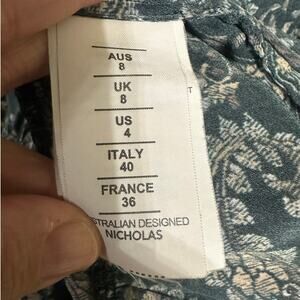 AUS
8
UK
8
US
4
ITALY
40
FRANCE
36
STRALIAN DESIGNED
NICHOLAS